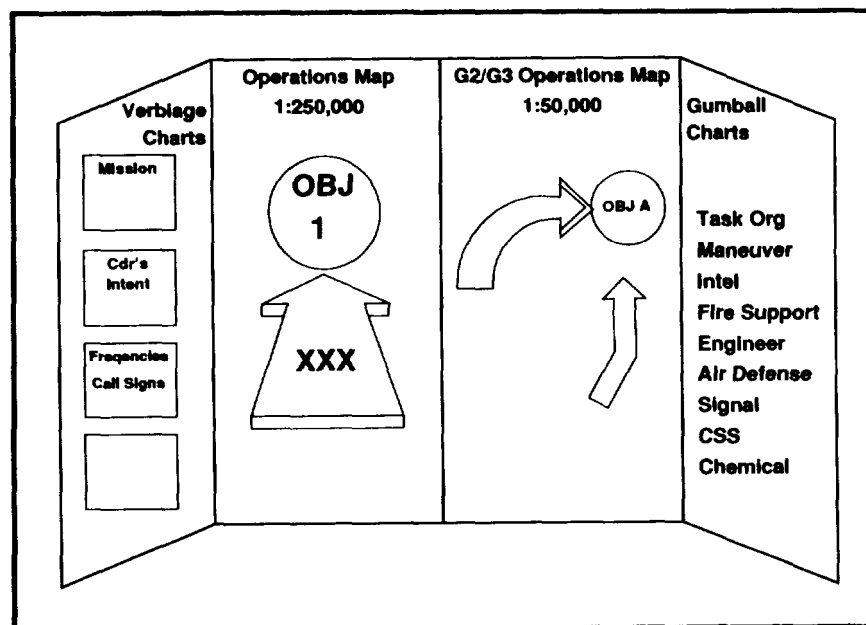 Verbiage
Charts
Mission
Cdr's
Intent
Freqencies
Call Signs
Operations Map
1:250,000
OBJ
1
XXX
G2/G3 Operations Map
1:50,000
OBJ A
Gumball
Charts
Task Org
Maneuver
Intel
Fire Support
Engineer
Air Defense
Signal
CSS
Chemical